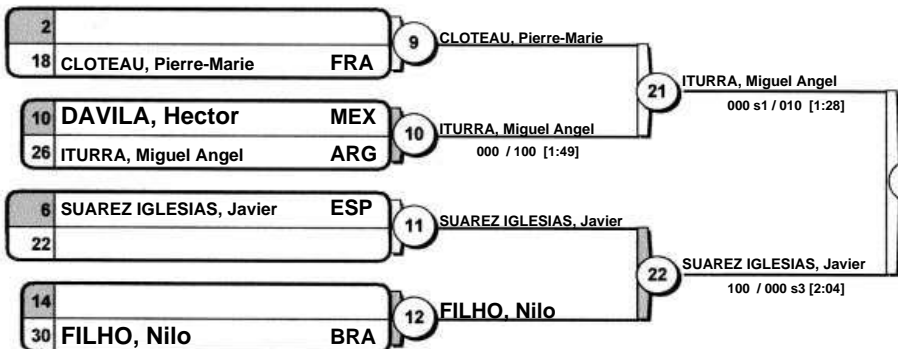 2
18 CLOTEAU, Pierre-Marie FRA
9
CLOTEAU, Pierre-Marie
10 DAVILA, Hector MEX
26 ITURRA, Miguel Angel ARG
10
ITURRA, Miguel Angel
000 / 100 [1:49]
21
ITURRA, Miguel Angel
000 s1 / 010 [1:28]
6 SUAREZ IGLESIAS, Javier ESP
22
11
SUAREZ IGLESIAS, Javier
14
30 FILHO, Nilo BRA
12
FILHO, Nilo
22
SUAREZ IGLESIAS, Javier
100 / 000 s3 [2:04]